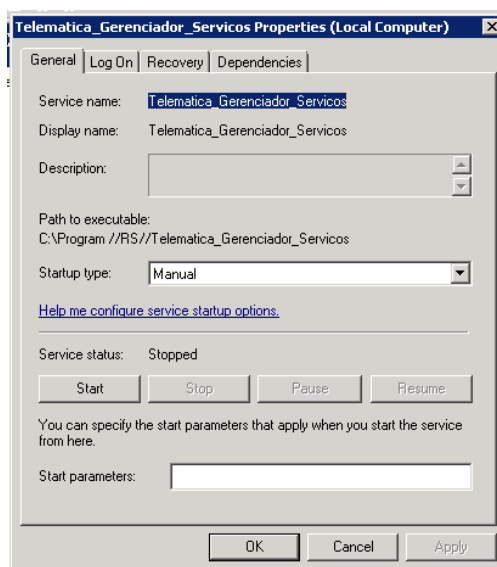 Telematica_Gerenciador_Servicos Properties (Local Computer)
General Log On Recovery Dependencies
Service name: Telematica_Gerenciador_Servicos
Display name: Telematica_Gerenciador_Servicos
Description:
Path to executable:
C:\Program //RS//Telematica_Gerenciador_Servicos
Startup type: Manual
Help me configure service startup options.
Service status: Stopped
Start Stop Pause Resume
You can specify the start parameters that apply when you start the service
from here.
Start parameters:
OK Cancel Apply